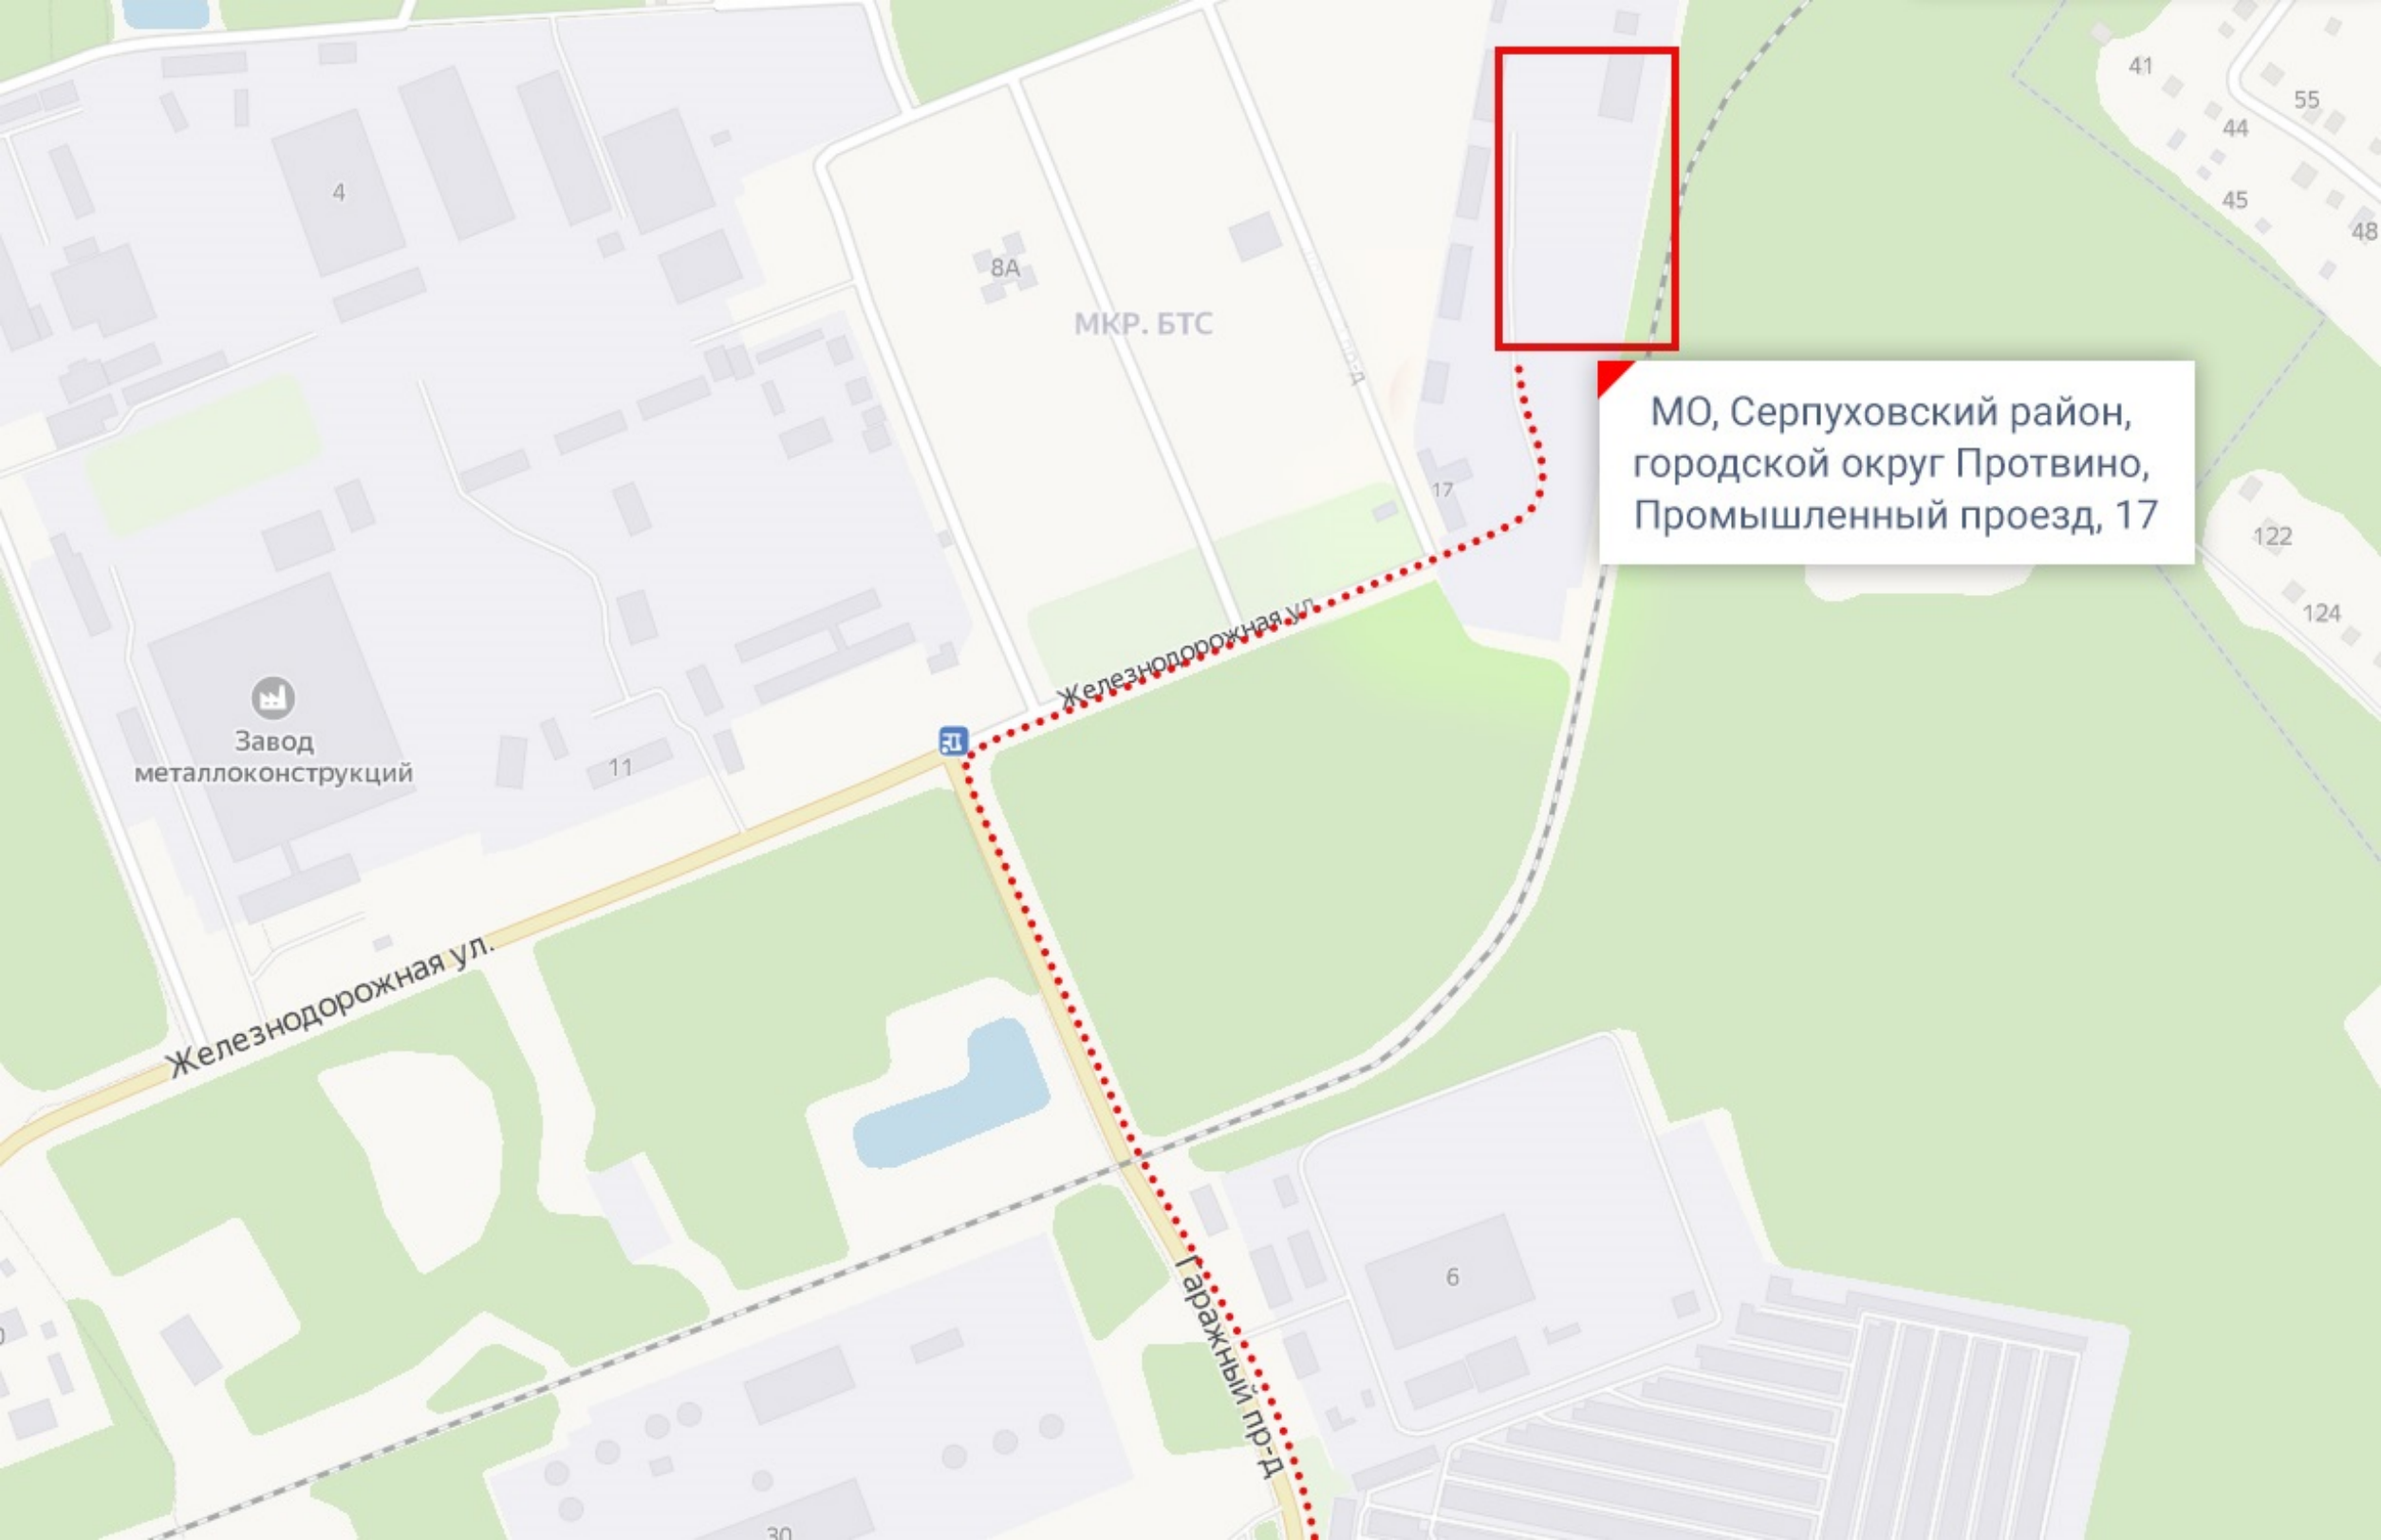 41
55
44
4
45
48
8А
МКР. БТС
пр-д
МО, Серпуховский район,
городской округ Протвино,
Промышленный проезд, 17
17
122
124
Железнодорожная ул.
Завод
металлоконструкций
11
Железнодорожная ул.
6
Гаражный пр-д
30